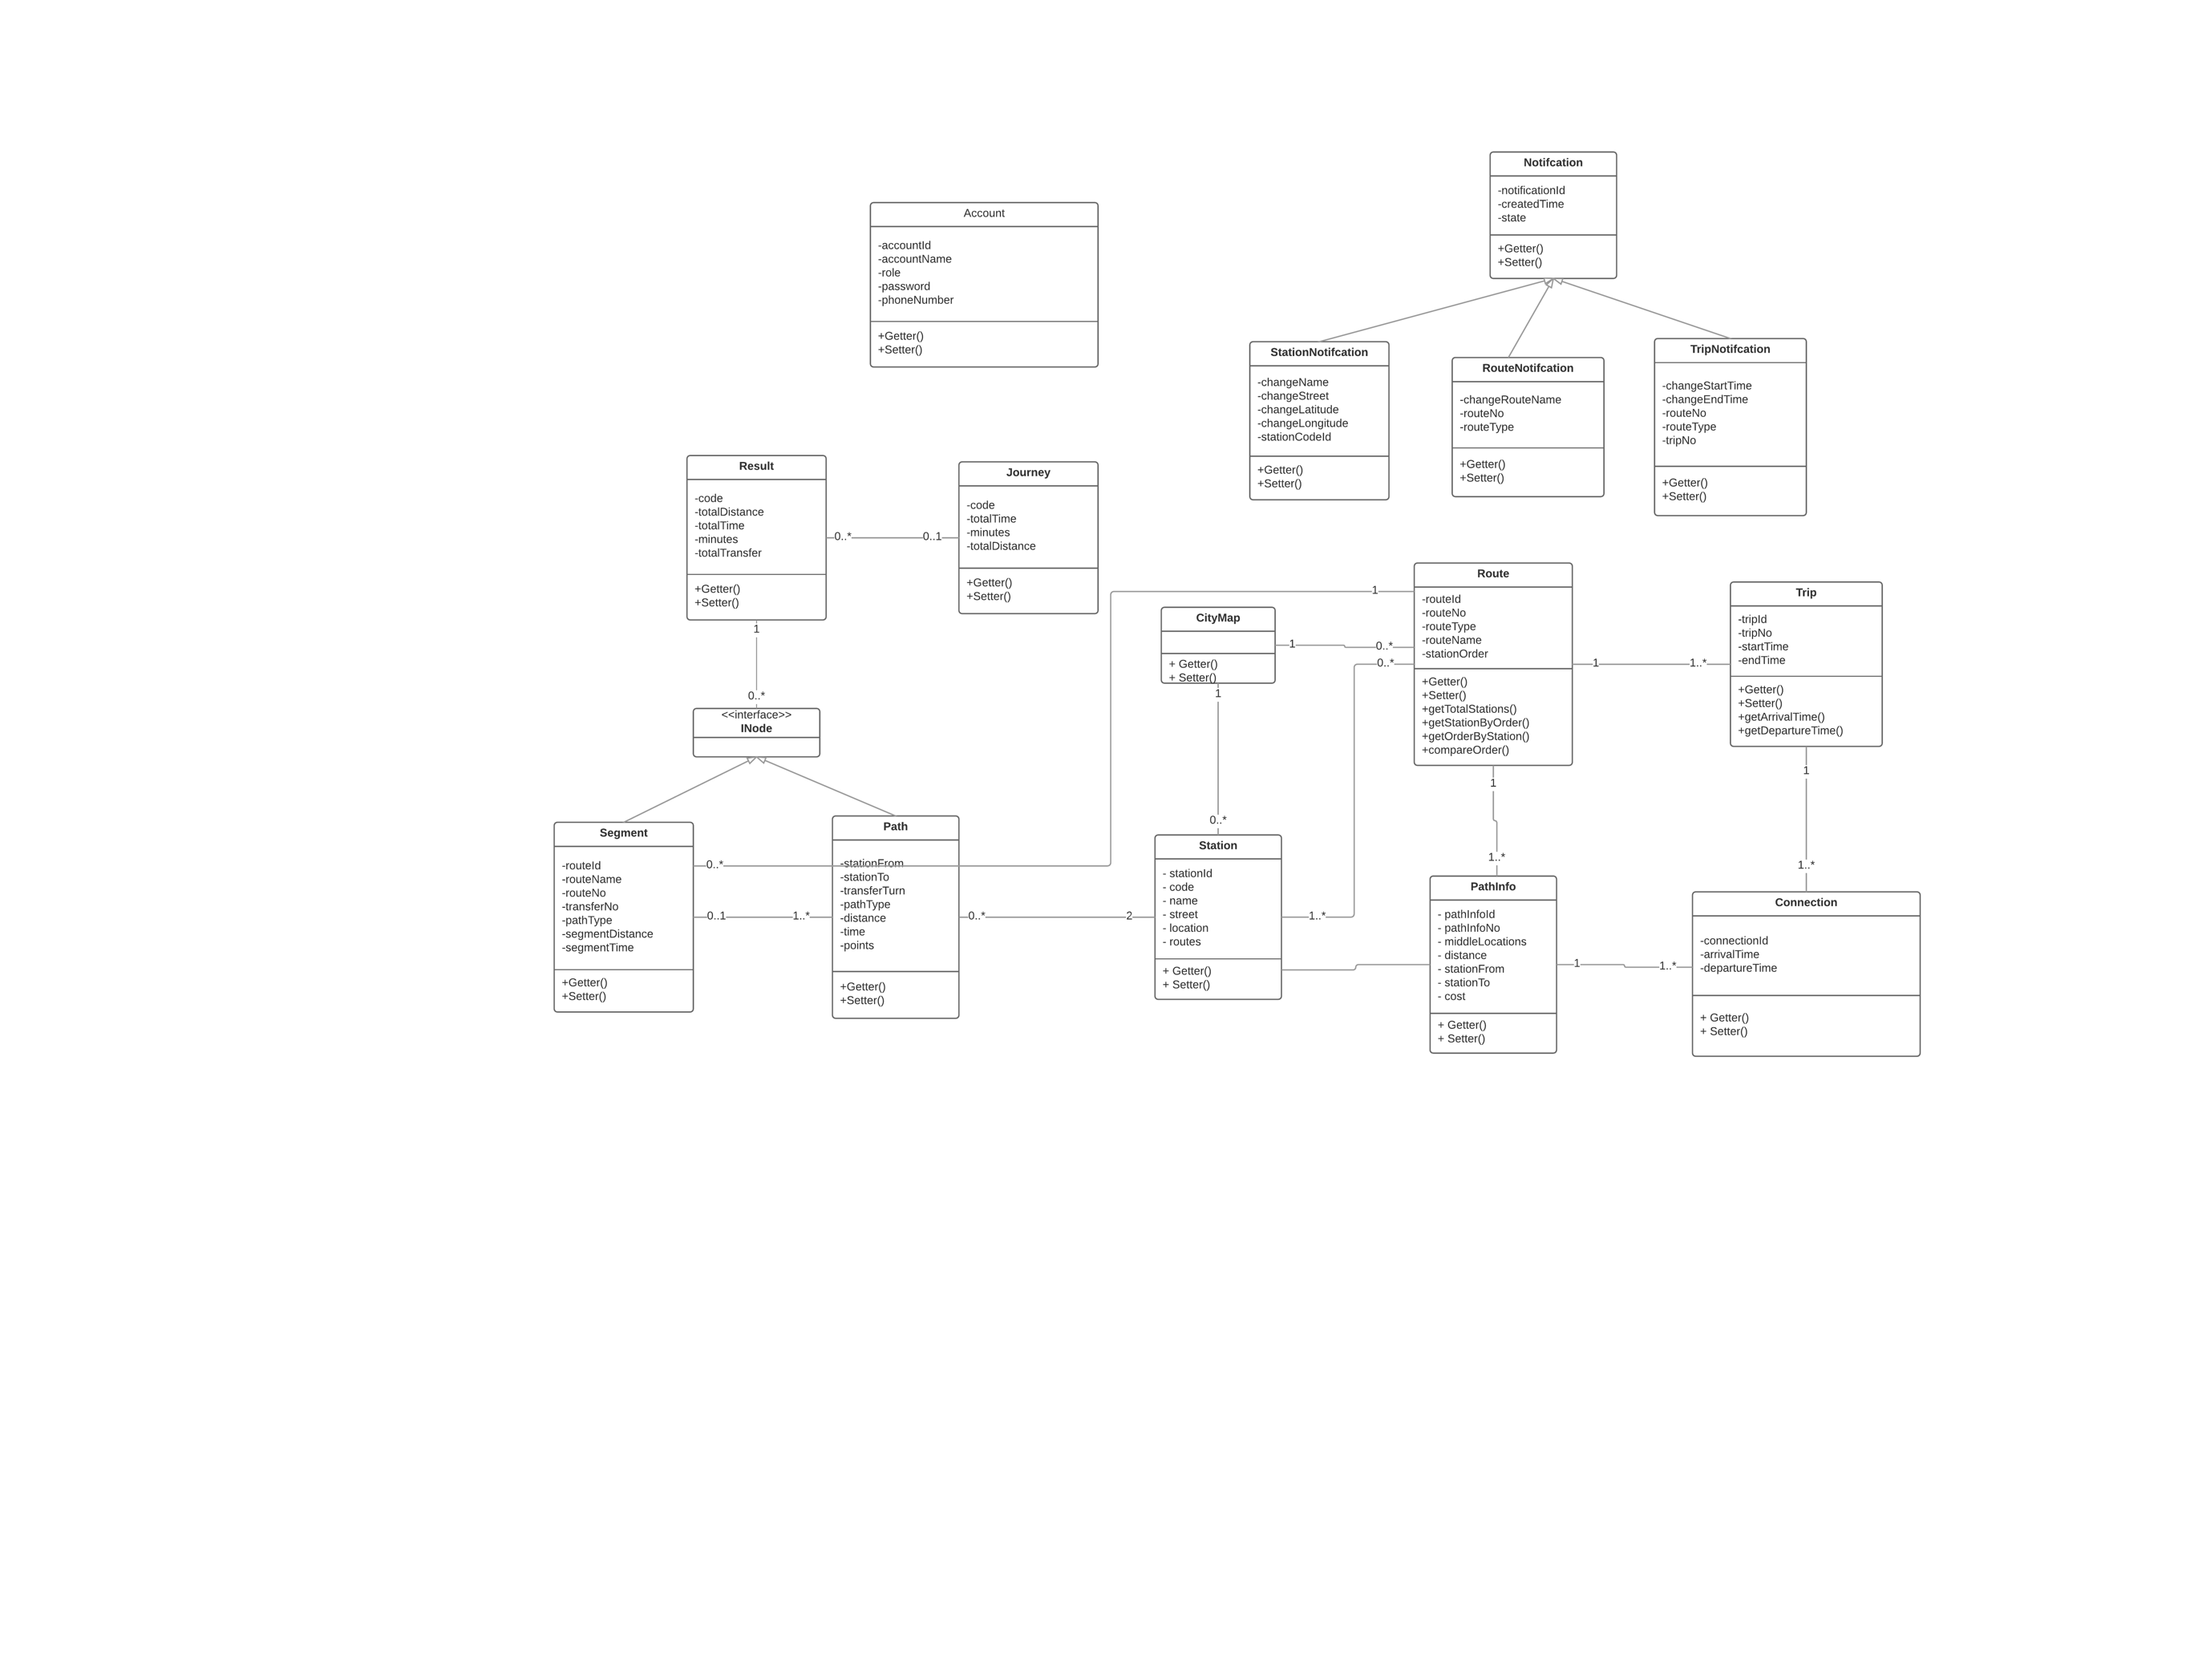 Notifcation
-notificationId
-createdTime
-state
+Getter()
+Setter()
Account
-accountId
-accountName
-role
-password
-phoneNumber
+Getter()
+Setter()
StationNotifcation
-changeName
-changeStreet
-changeLatitude
-changeLongitude
-stationCodeId
+Getter()
+Setter()
RouteNotifcation
-changeRouteName
-routeNo
-routeType
+Getter()
+Setter()
TripNotifcation
-changeStartTime
-changeEndTime
-routeNo
-routeType
-tripNo
+Getter()
+Setter()
Result
-code
-totalDistance
-totalTime
-minutes
-totalTransfer
+Getter()
+Setter()
0..*
0..1
Journey
-code
-totalTime
-minutes
-totalDistance
+Getter()
+Setter()
1
0..*
<<interface>>
INode
CityMap
+ Getter()
+ Setter()
1
0..*
1
0..*
1
0..*
Route
-routeId
-routeNo
-routeType
-routeName
-stationOrder
+Getter()
+Setter()
+getTotalStations()
+getStationByOrder()
+getOrderByStation()
+compareOrder()
1
1..*
Trip
-tripId
-tripNo
-startTime
-endTime
+Getter()
+Setter()
+getArrivalTime()
+getDepartureTime()
1
1..*
1
1..*
Segment
-routeId
-routeName
-routeNo
-transferNo
-pathType
-segmentDistance
-segmentTime
+Getter()
+Setter()
0..*
0..1
1..*
Path
-stationFrom
-stationTo
-transferTurn
-pathType
-distance
-time
-points
+Getter()
+Setter()
0..*
2
Station
- stationId
- code
- name
- street
- location
- routes
+ Getter()
+ Setter()
1..*
PathInfo
- pathInfoId
- pathInfoNo
- middleLocations
- distance
- stationFrom
- stationTo
- cost
+ Getter()
+ Setter()
1
1..*
Connection
-connectionId
-arrivalTime
-departureTime
+ Getter()
+ Setter()